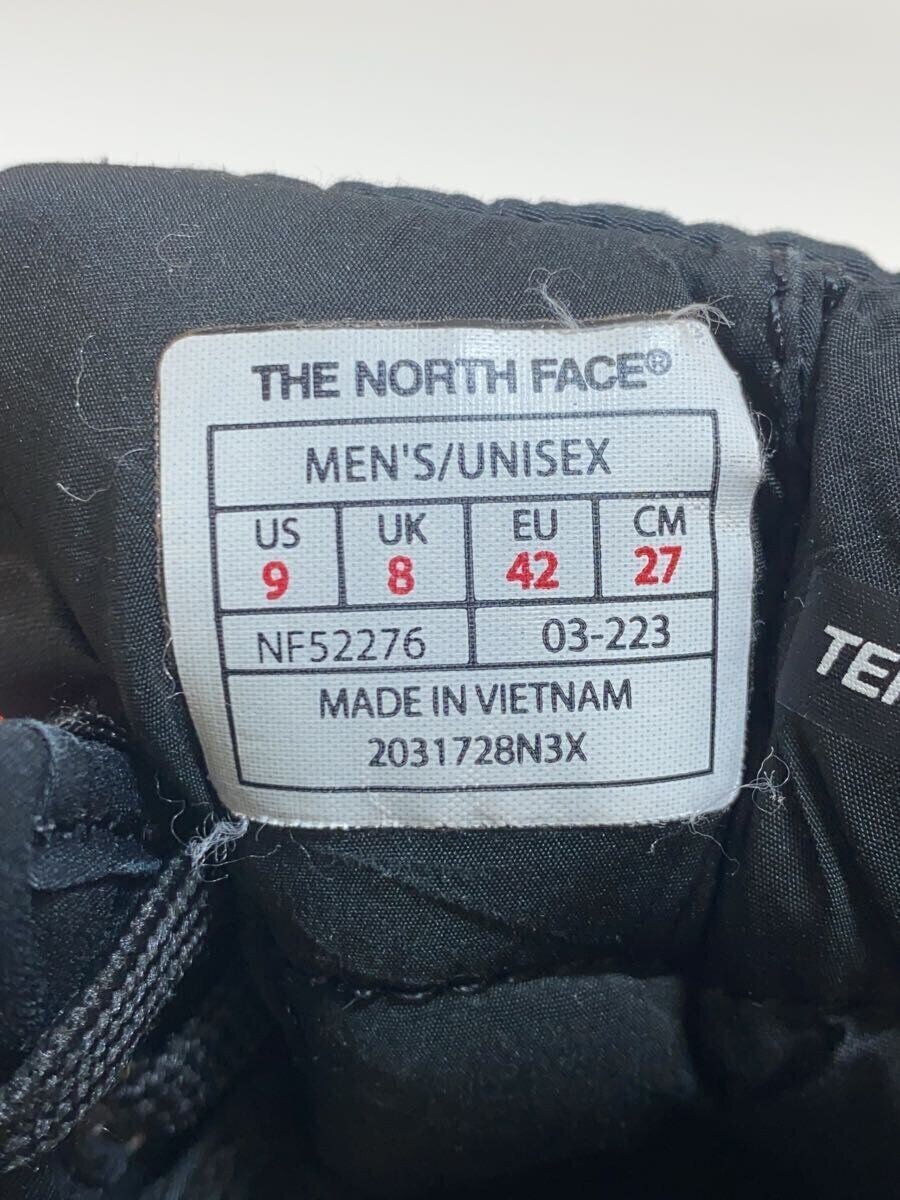 THE NORTH FACE®
MEN'S/UNISEX
US UK EU CM
9 8 42 27
NF52276 03-223
MADE IN VIETNAM
2031728N3X